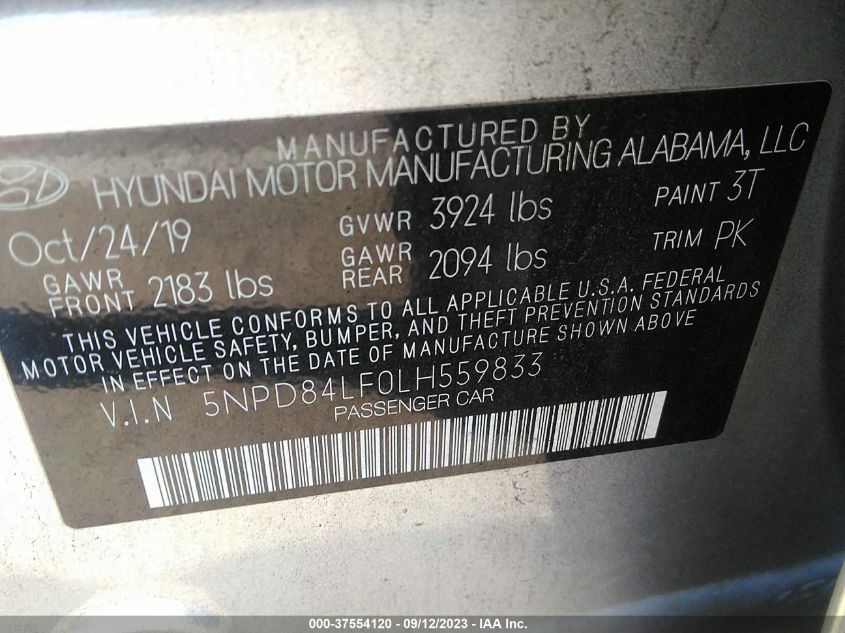 MANUFACTURED BY
HYUNDAI MOTOR MANUFACTURING ALABAMA, LLC
Oct/24/19 GVWR 3924 lbs PAINT 3T
GAWR FRONT 2183 lbs GAWR REAR 2094 lbs TRIM PK
THIS VEHICLE CONFORMS TO ALL APPLICABLE U.S.A. FEDERAL
MOTOR VEHICLE SAFETY, BUMPER, AND THEFT PREVENTION STANDARDS
IN EFFECT ON THE DATE OF MANUFACTURE SHOWN ABOVE
V.I.N 5NPD84LF0LH559833
PASSENGER CAR
000-37554120 - 09/12/2023 - IAA Inc.